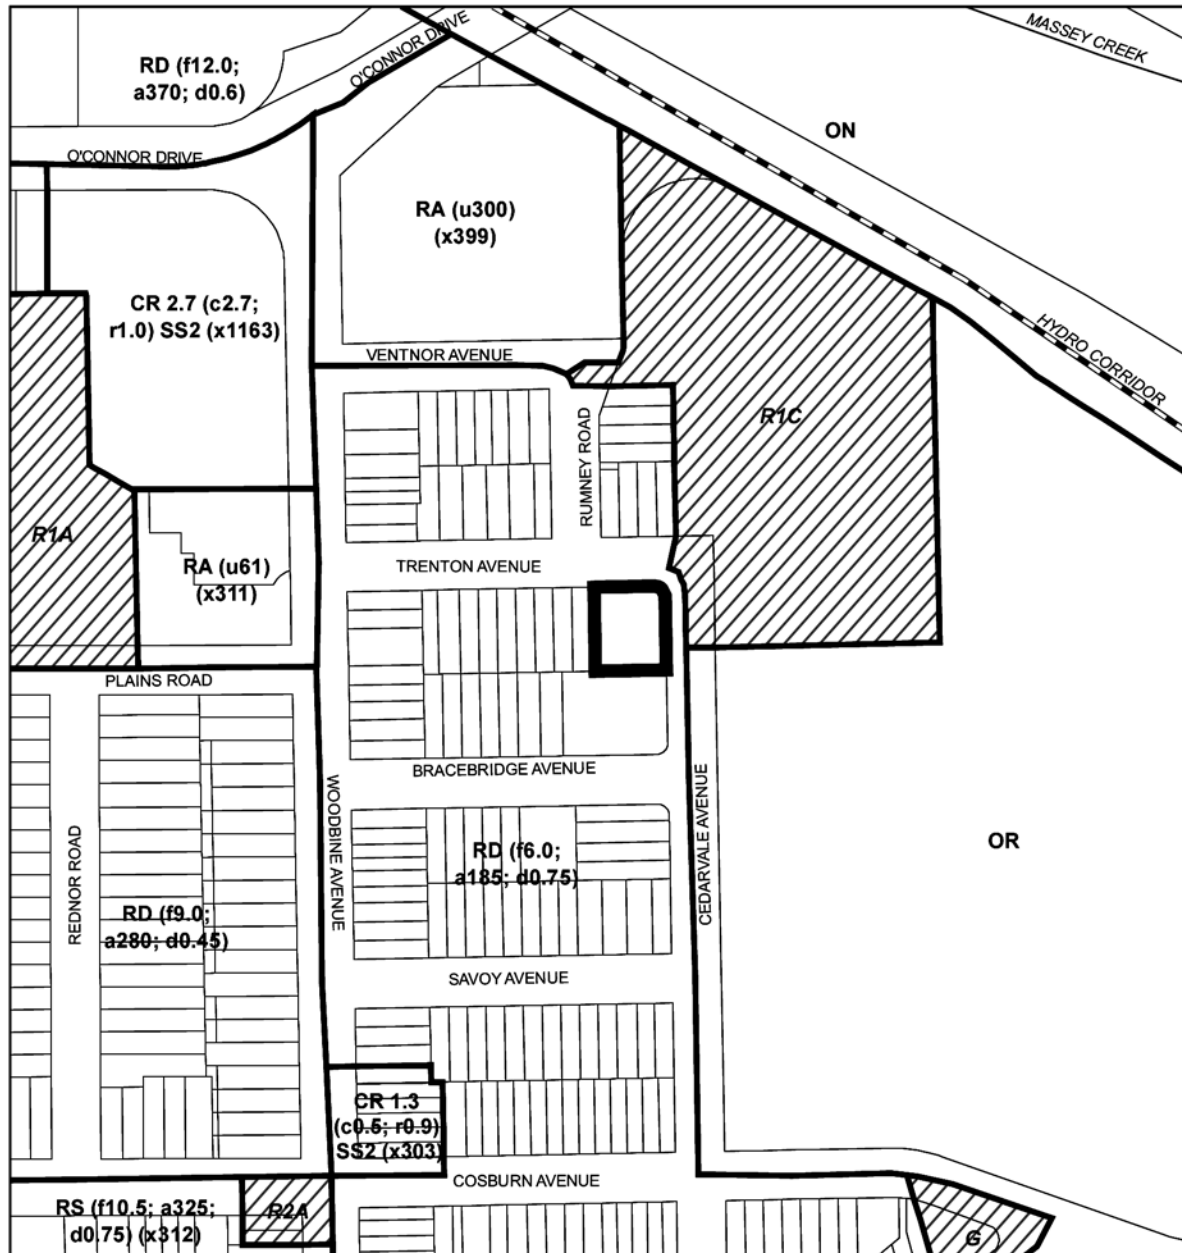 MASSEY CREEK
O'CONNOR DRIVE
RD (f12.0;
a370; d0.6)
ON
O'CONNOR DRIVE
RA (u300)
(x399)
CR 2.7 (c2.7;
r1.0) SS2 (x1163)
HYDRO CORRIDOR
VENTNOR AVENUE
R1C
RUMNEY ROAD
R1A
RA (u61)
(x311)
TRENTON AVENUE
PLAINS ROAD
BRACEBRIDGE AVENUE
WOODBINE AVENUE
CEDARVALE AVENUE
REDNOR ROAD
RD (f6.0;
a185; d0.75)
OR
RD (f9.0;
a280; d0.45)
SAVOY AVENUE
CR 1.3
(c0.5; r0.9)
SS2 (x303)
COSBURN AVENUE
RS (f10.5; a325;
d0.75) (x312)
R2A
G